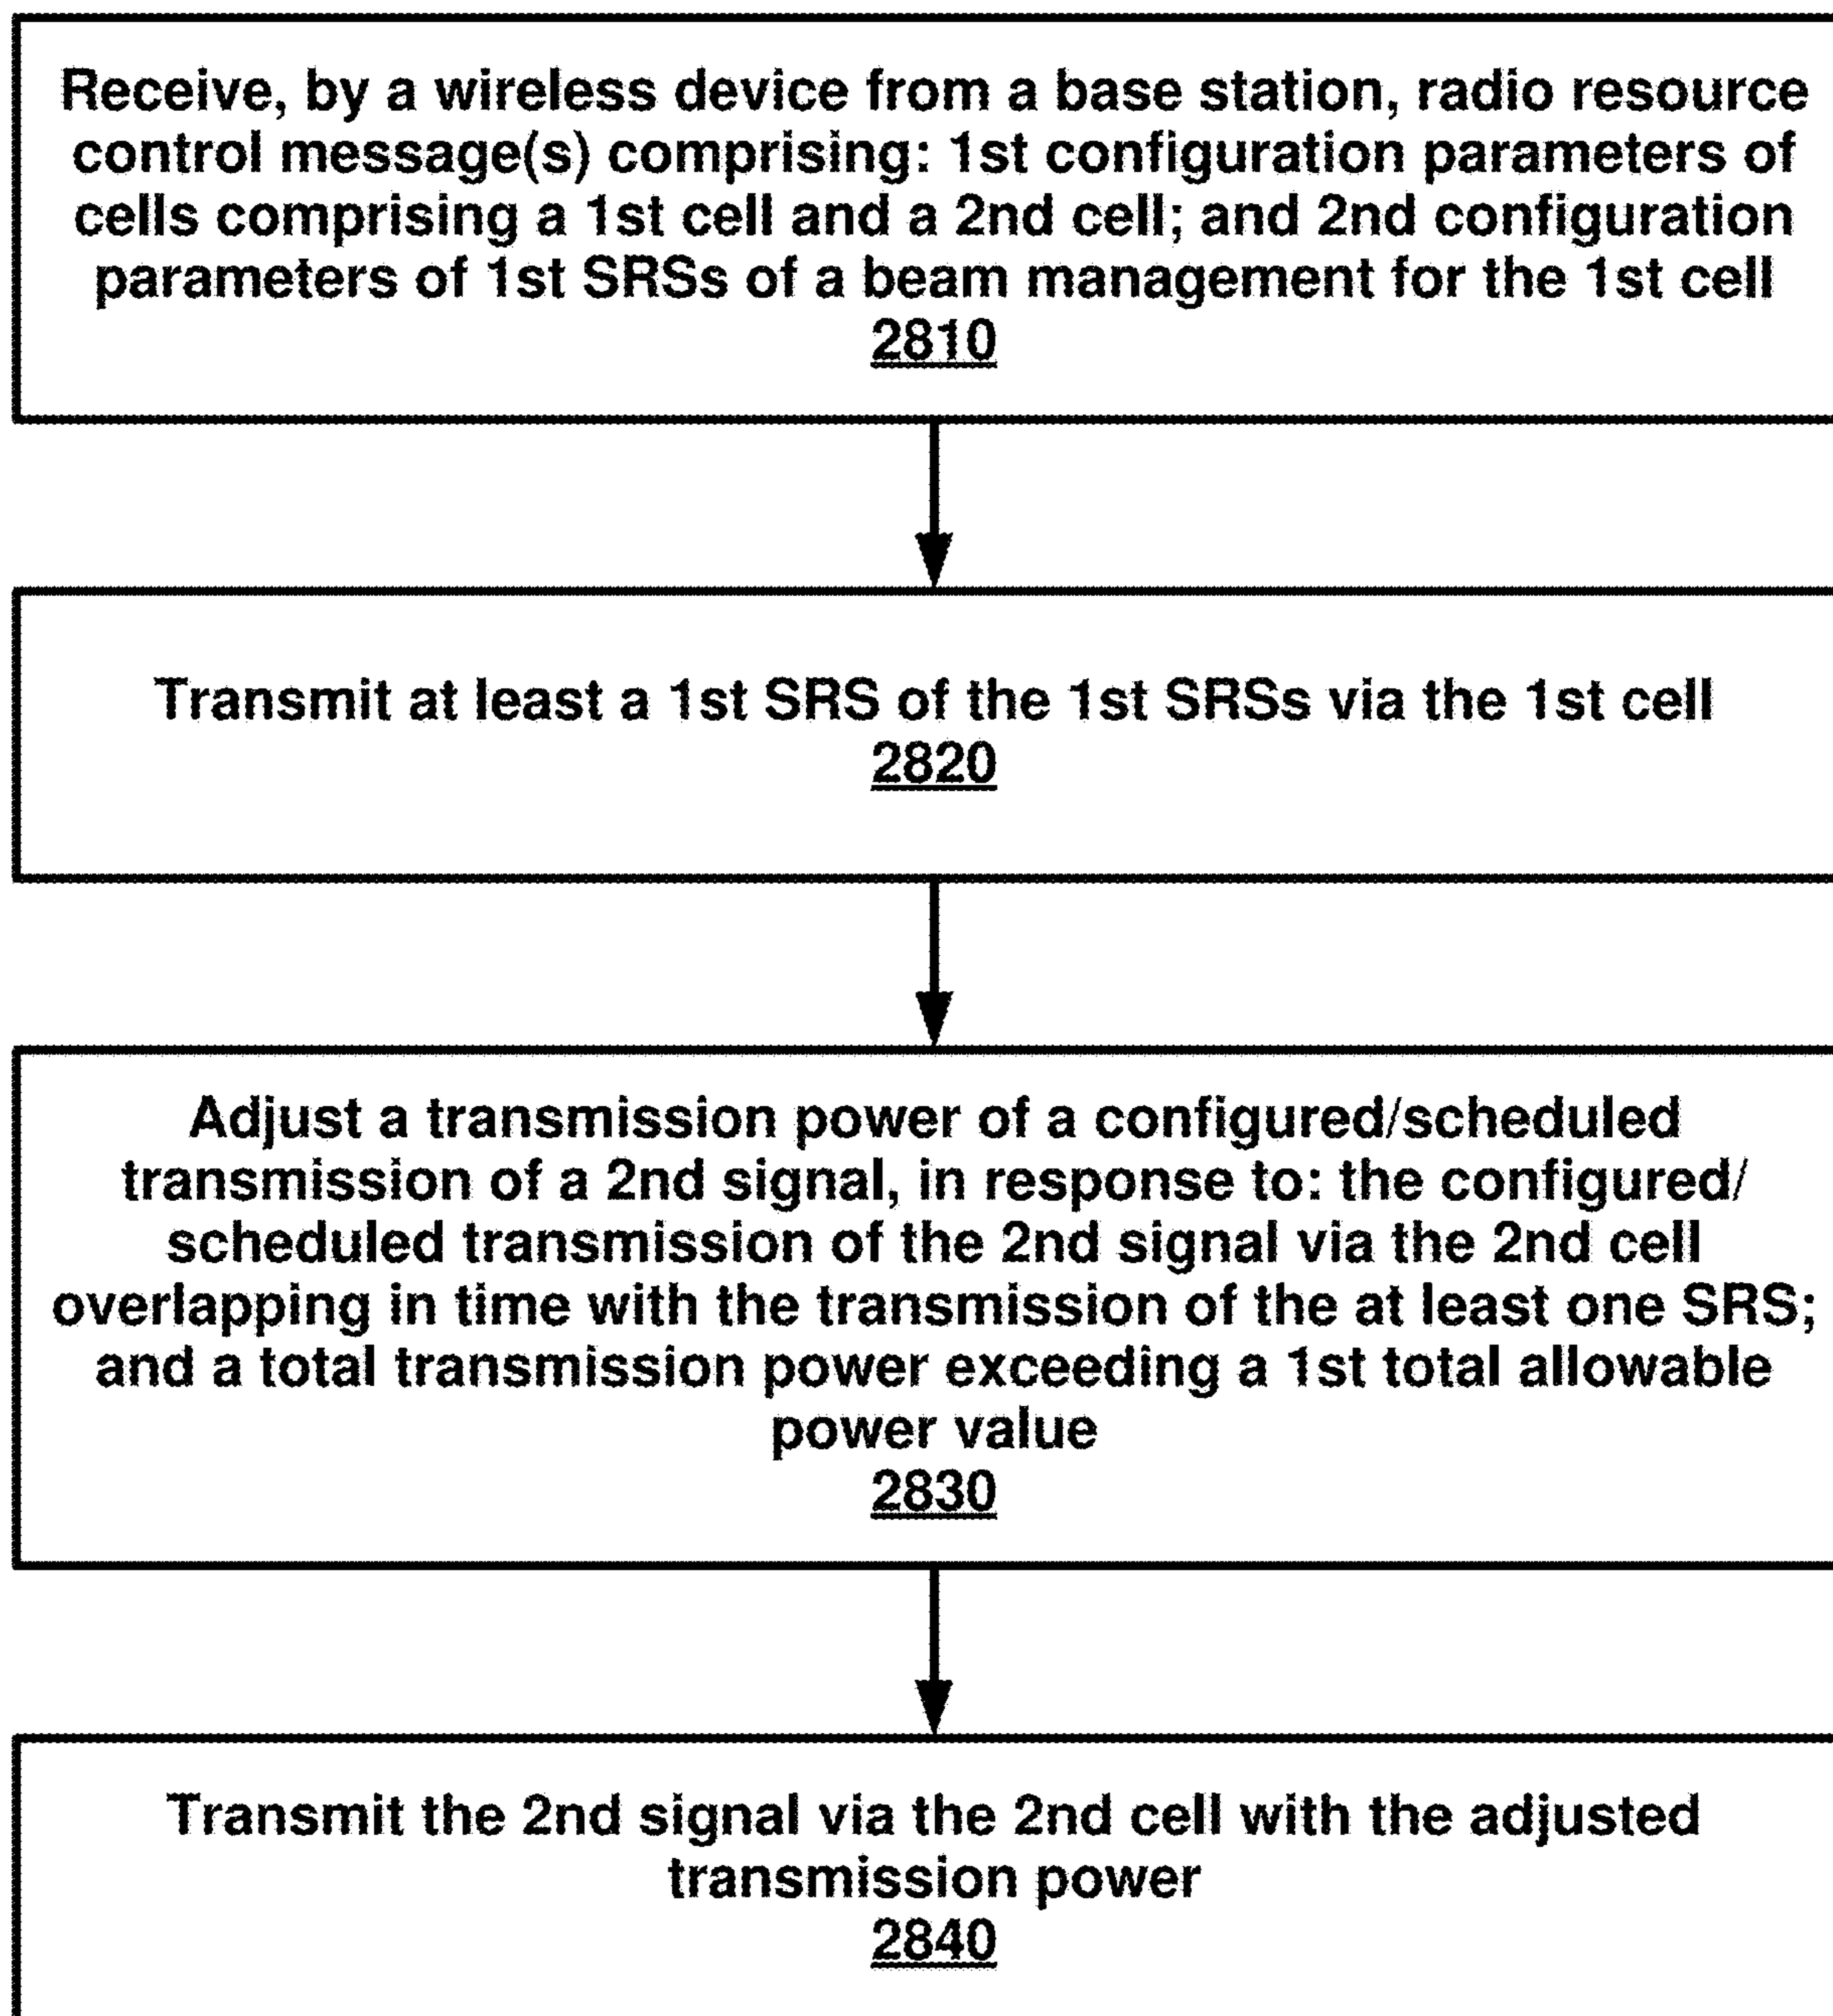 Receive, by a wireless device from a base station, radio resource
control message(s) comprising: 1st configuration parameters of
cells comprising a 1st cell and a 2nd cell; and 2nd configuration
parameters of 1st SRSs of a beam management for the 1st cell
2810
Transmit at least a 1st SRS of the 1st SRSs via the 1st cell
2820
Adjust a transmission power of a configured/scheduled
transmission of a 2nd signal, in response to: the configured/
scheduled transmission of the 2nd signal via the 2nd cell
overlapping in time with the transmission of the at least one SRS;
and a total transmission power exceeding a 1st total allowable
power value
2830
Transmit the 2nd signal via the 2nd cell with the adjusted
transmission power
2840